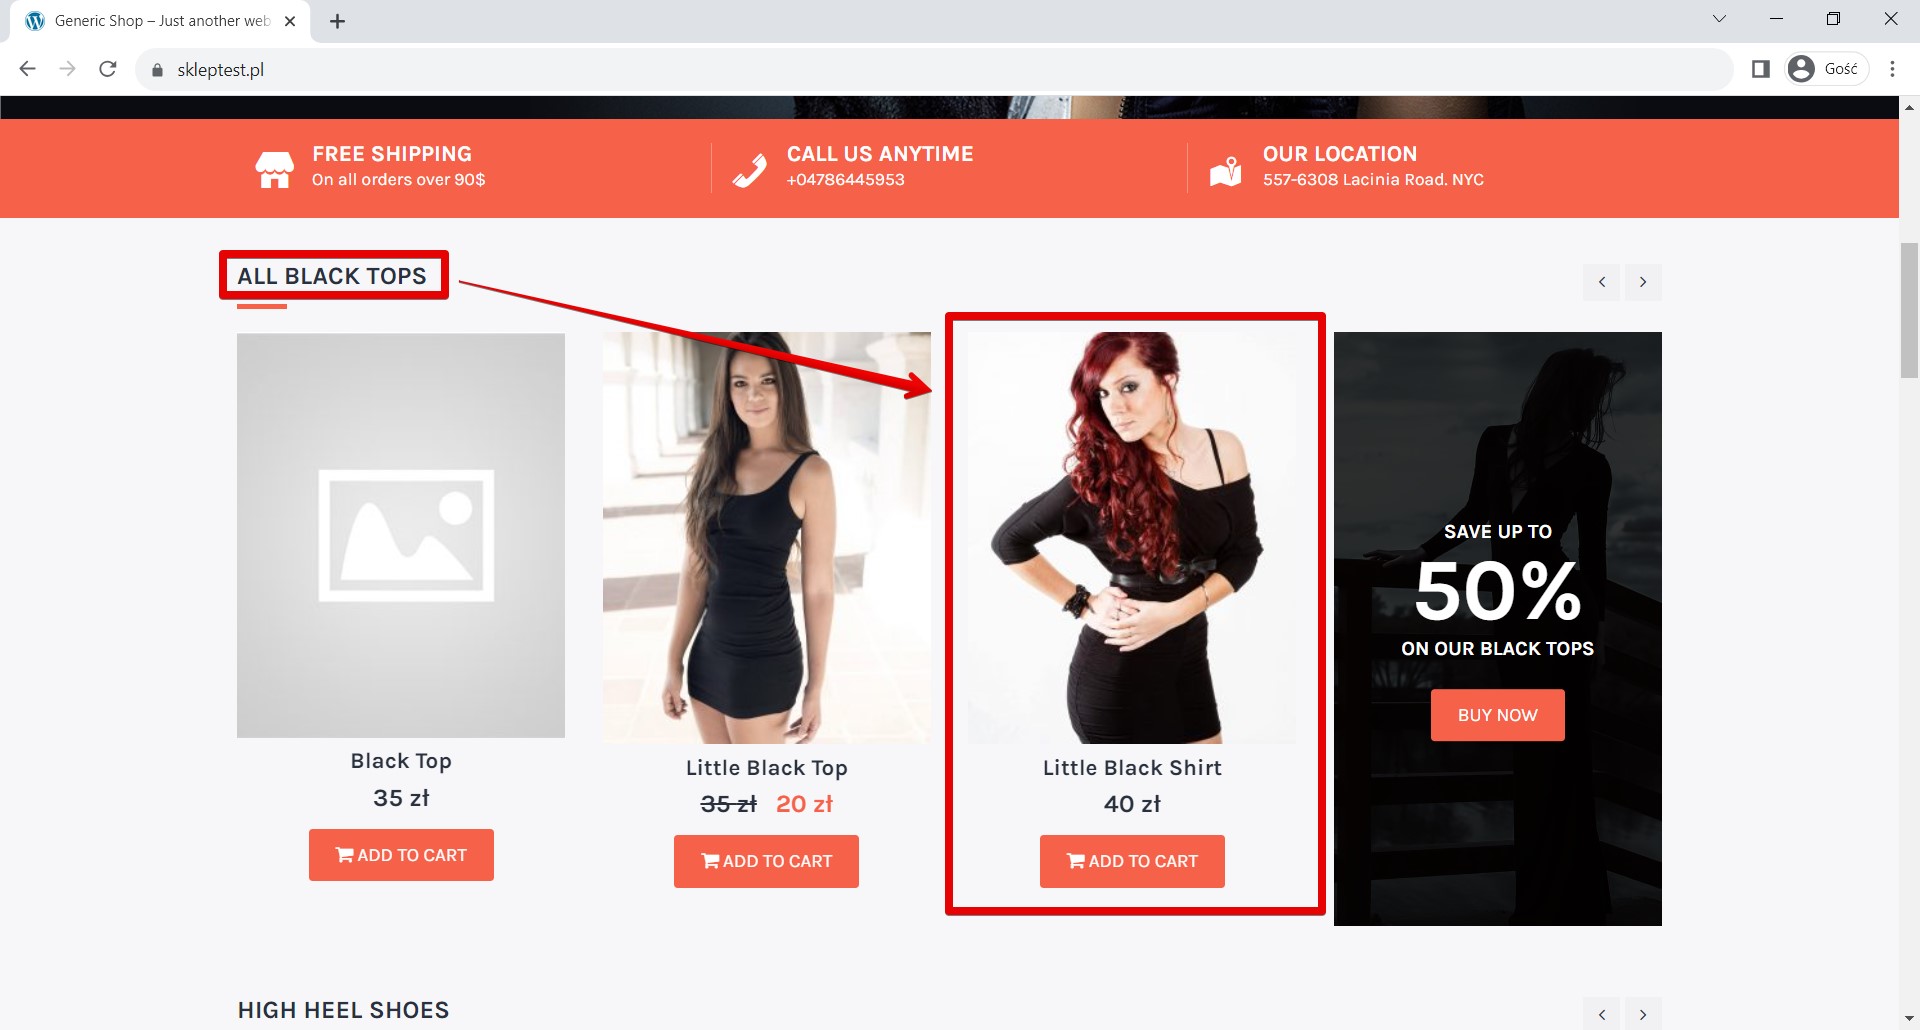 Generic Shop – Just another web
skleptest.pl
Gość
FREE SHIPPING
On all orders over 90$
CALL US ANYTIME
+04786445953
OUR LOCATION
557-6308 Lacinia Road. NYC
ALL BLACK TOPS
Black Top
35 zł
ADD TO CART
Little Black Top
35 zł 20 zł
ADD TO CART
Little Black Shirt
40 zł
ADD TO CART
SAVE UP TO
50%
ON OUR BLACK TOPS
BUY NOW
HIGH HEEL SHOES